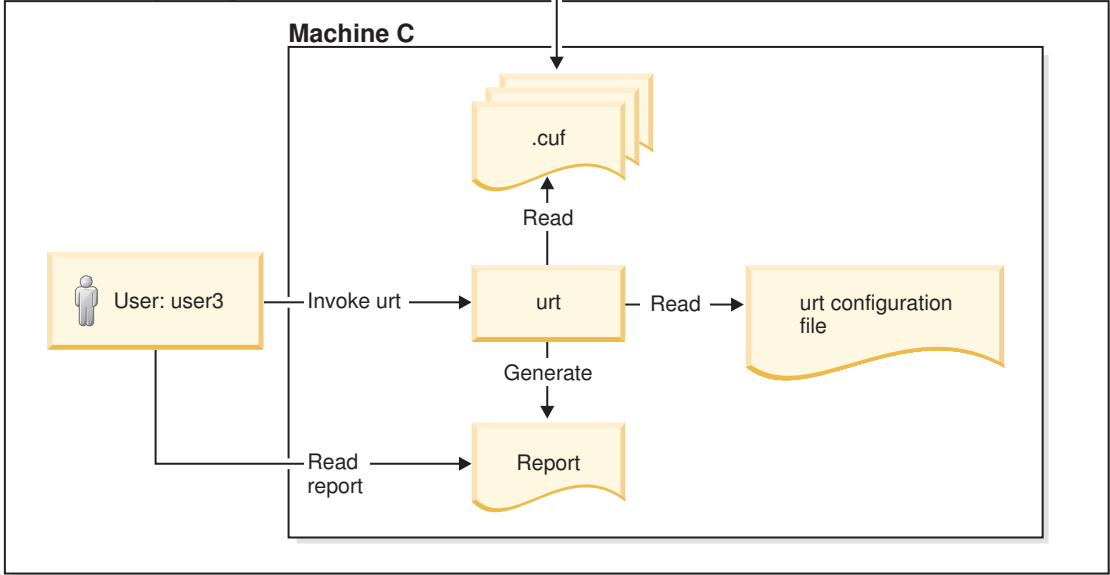 Machine C
.cuf
Read
User: user3
Invoke urt
urt
Read
urt configuration
file
Generate
Read
report
Report